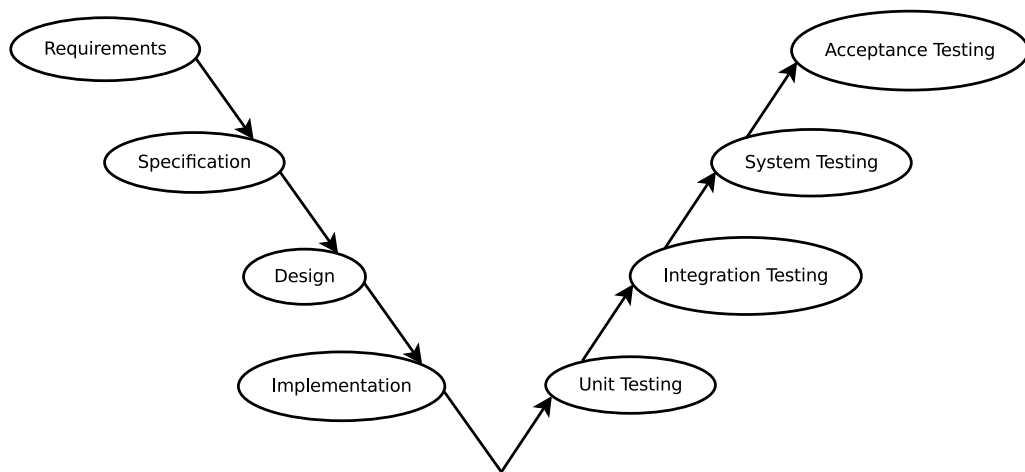 Requirements
Acceptance Testing
Specification
System Testing
Design
Integration Testing
Implementation
Unit Testing